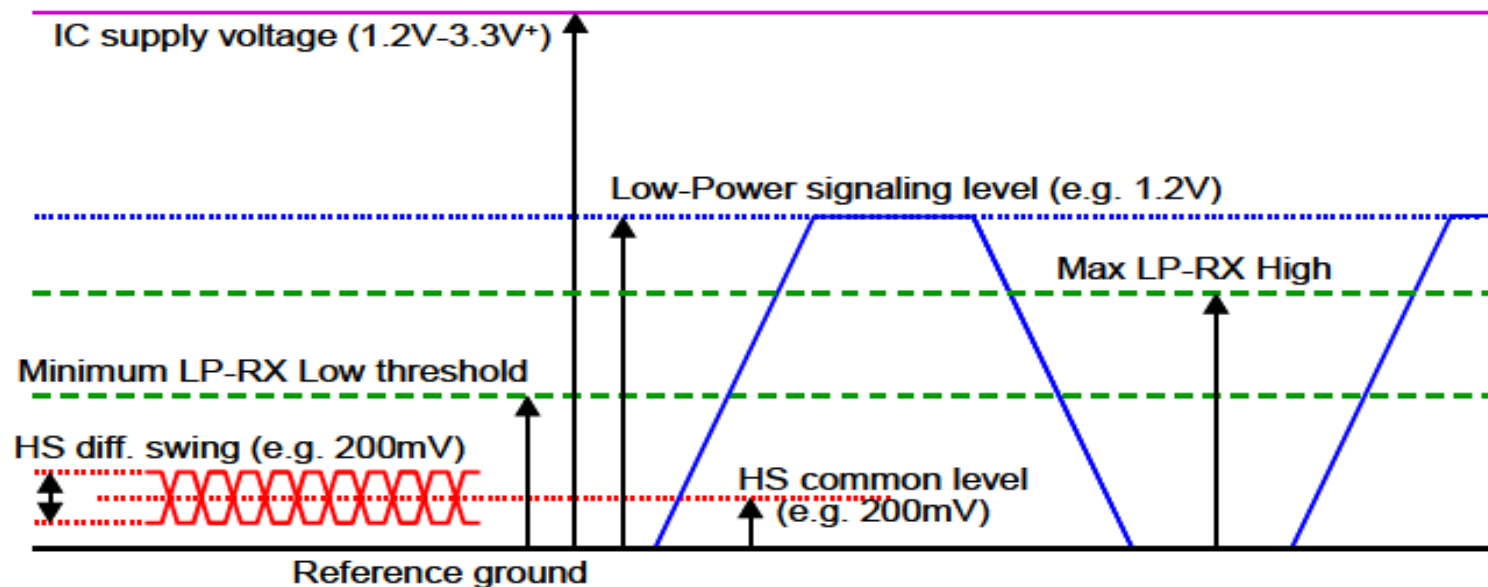 IC supply voltage (1.2V-3.3V⁺)
Low-Power signaling level (e.g. 1.2V)
Max LP-RX High
Minimum LP-RX Low threshold
HS diff. swing (e.g. 200mV)
HS common level
(e.g. 200mV)
Reference ground